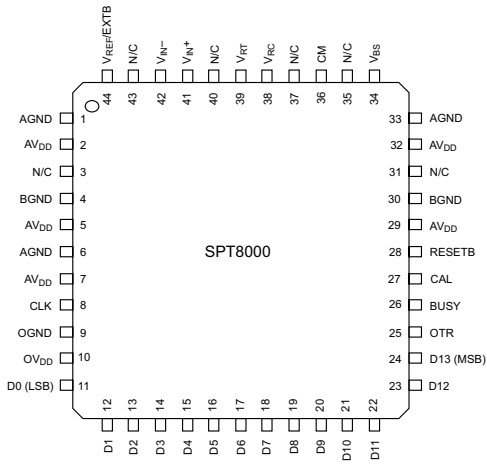 VREF/EXTB
N/C
VIN–
VIN+
N/C
VRT
VRC
N/C
CM
N/C
VBS
44 43 42 41 40 39 38 37 36 35 34
AGND 1
AVDD 2
N/C 3
BGND 4
AVDD 5
AGND 6
AVDD 7
CLK 8
OGND 9
OVDD 10
D0 (LSB) 11
SPT8000
33 AGND
32 AVDD
31 N/C
30 BGND
29 AVDD
28 RESETB
27 CAL
26 BUSY
25 OTR
24 D13 (MSB)
23 D12
12 13 14 15 16 17 18 19 20 21 22
D1
D2
D3
D4
D5
D6
D7
D8
D9
D10
D11